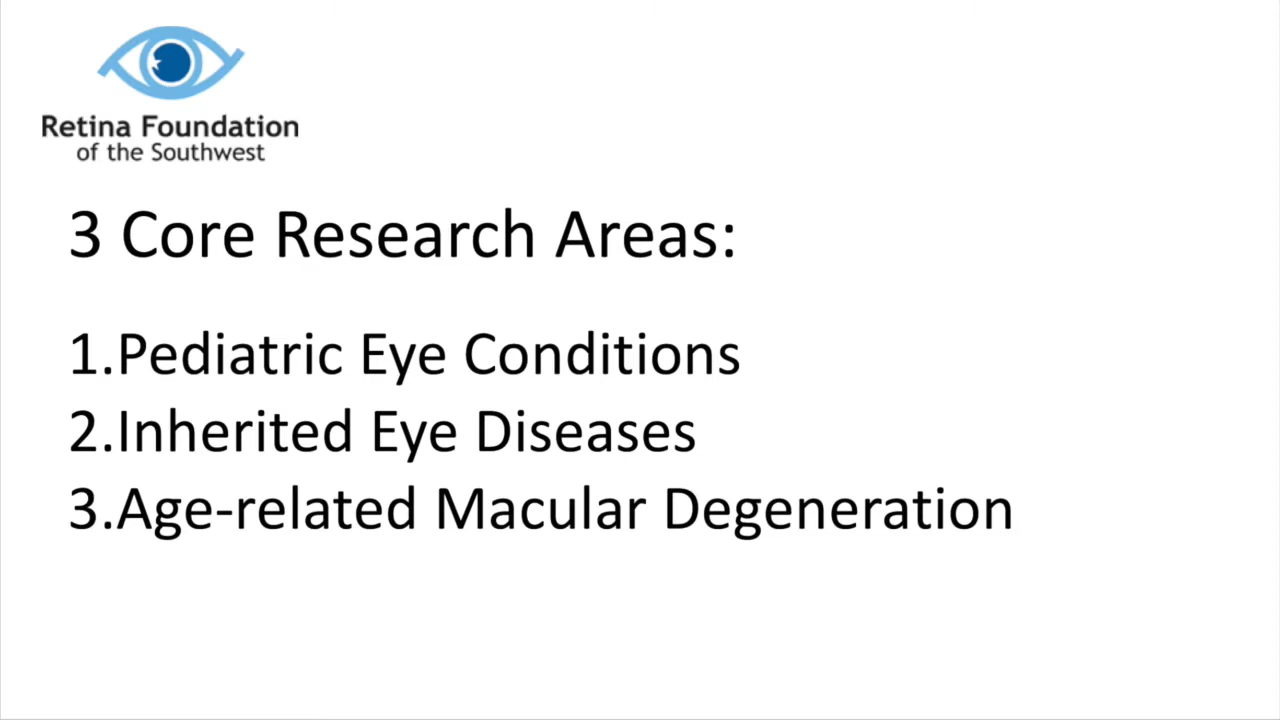 Retina Foundation
of the Southwest
3 Core Research Areas:
1.Pediatric Eye Conditions
2.Inherited Eye Diseases
3.Age-related Macular Degeneration